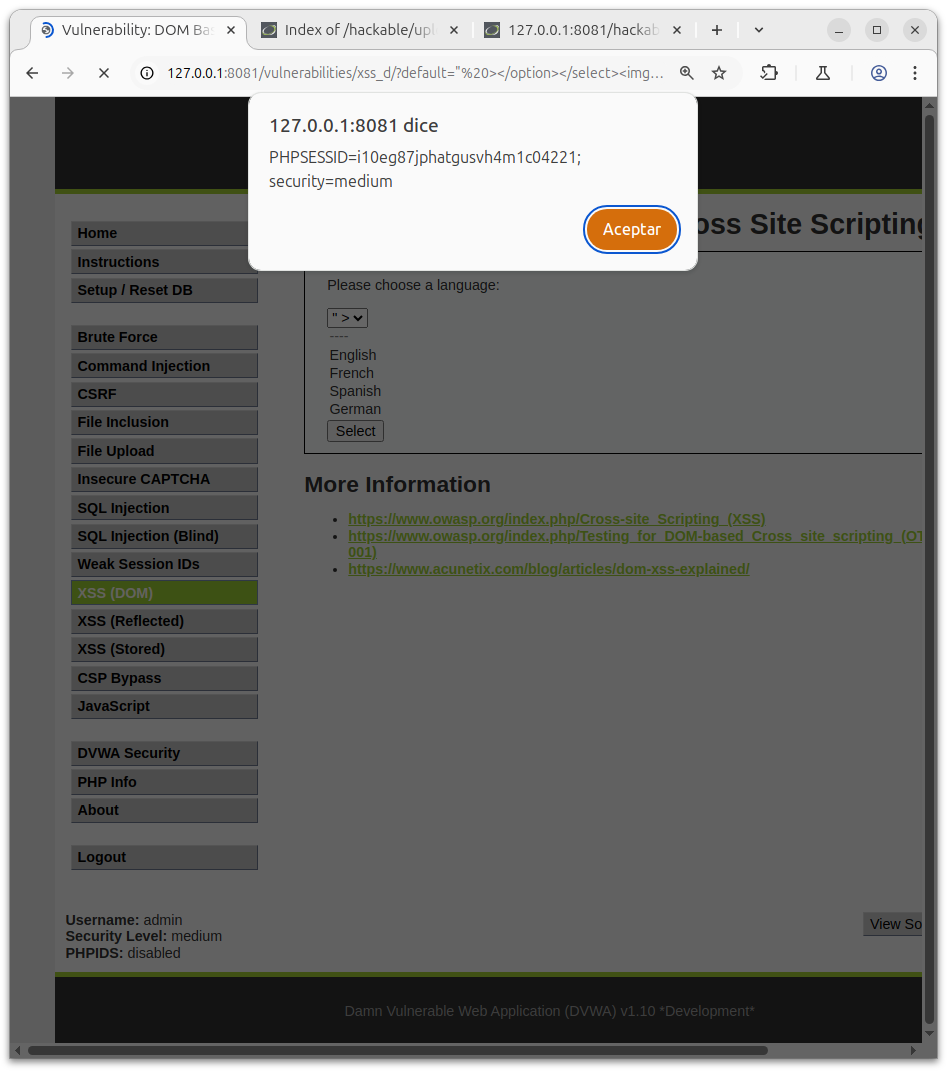 Vulnerability: DOM Ba
Index of /hackable/upl
127.0.0.1:8081/hackab
127.0.0.1:8081/vulnerabilities/xss_d/?default="%20></option></select><img…
127.0.0.1:8081 dice
PHPSESSID=i10eg87jphatgusvh4m1c04221;
security=medium
Aceptar
oss Site Scripting
Home
Instructions
Setup / Reset DB
Brute Force
Command Injection
CSRF
File Inclusion
File Upload
Insecure CAPTCHA
SQL Injection
SQL Injection (Blind)
Weak Session IDs
XSS (DOM)
XSS (Reflected)
XSS (Stored)
CSP Bypass
JavaScript
DVWA Security
PHP Info
About
Logout
Please choose a language:
" >
----
English
French
Spanish
German
Select
More Information
https://www.owasp.org/index.php/Cross-site_Scripting_(XSS)
https://www.owasp.org/index.php/Testing_for_DOM-based_Cross_site_scripting_(OT
001)
https://www.acunetix.com/blog/articles/dom-xss-explained/
Username: admin
Security Level: medium
PHPIDS: disabled
View So
Damn Vulnerable Web Application (DVWA) v1.10 *Development*